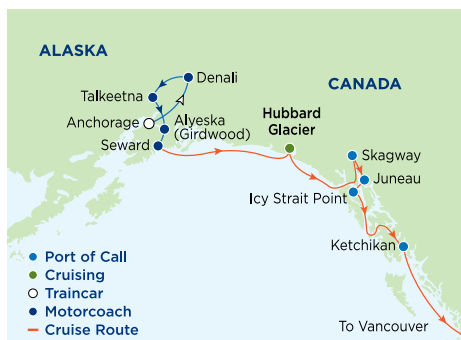 ALASKA
CANADA
Denali
Talkeetna
Anchorage
Alyeska
(Girdwood)
Seward
Hubbard
Glacier
Skagway
Juneau
Icy Strait Point
Ketchikan
Port of Call
Cruising
Traincar
Motorcoach
Cruise Route
To Vancouver